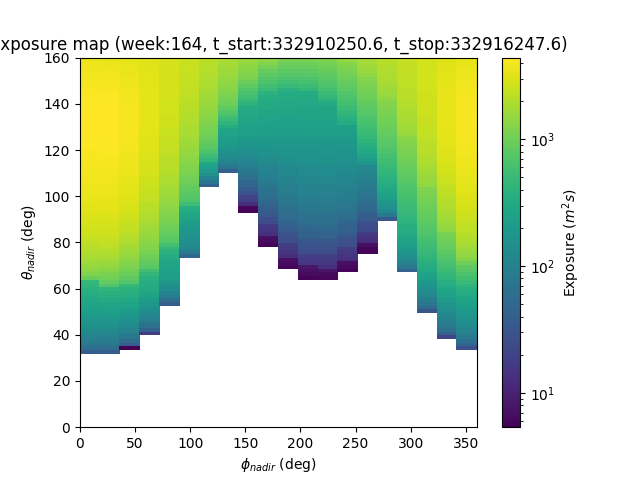 xposure map (week:164, t_start:332910250.6, t_stop:332916247.6)
160
140
120
100
80
60
40
20
0
θnadir (deg)
0 50 100 150 200 250 300 350
ϕnadir (deg)
10³
10²
10¹
Exposure (m²s)